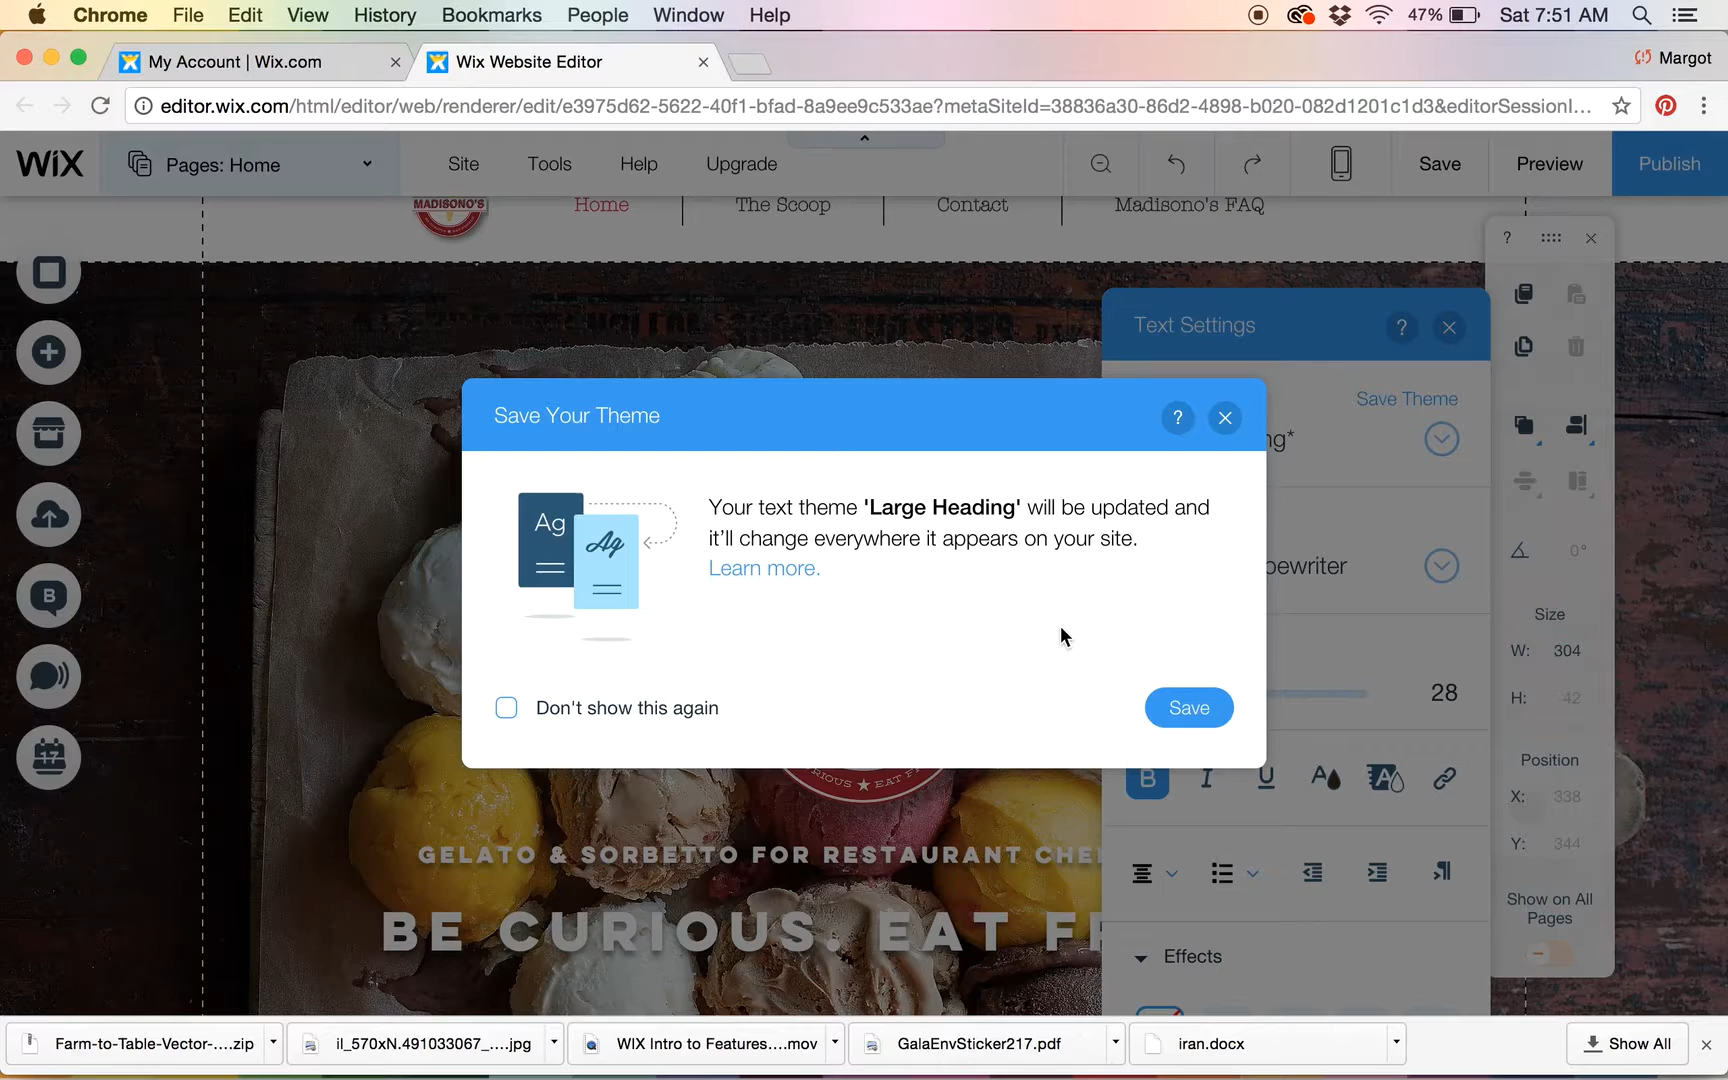 Chrome File Edit View History Bookmarks People Window Help 47% Sat 7:51 AM
My Account | Wix.com Wix Website Editor Margot
editor.wix.com/html/editor/web/renderer/edit/e3975d62-5622-40f1-bfad-8a9ee9c533ae?metaSiteId=38836a30-86d2-4898-b020-082d1201c1d3&editorSessionI...
WiX Pages: Home Site Tools Help Upgrade Save Preview Publish
MADISONO'S Home The Scoop Contact Madisono's FAQ
Text Settings ? ×
Save Theme
ng*
Save Your Theme ?
Ag Ag
Your text theme 'Large Heading' will be updated and
it'll change everywhere it appears on your site.
Learn more.
pewriter
0°
Size
W: 304
H: 42
Don't show this again Save
28
Position
X: 338
Y: 344
B I U A A
B
17
GELATO & SORBETTO FOR RESTAURANT CHE
BE CURIOUS. EAT F
Show on All
Pages
Effects
Farm-to-Table-Vector-....zip il_570xN.491033067_....jpg WIX Intro to Features....mov GalaEnvSticker217.pdf iran.docx Show All